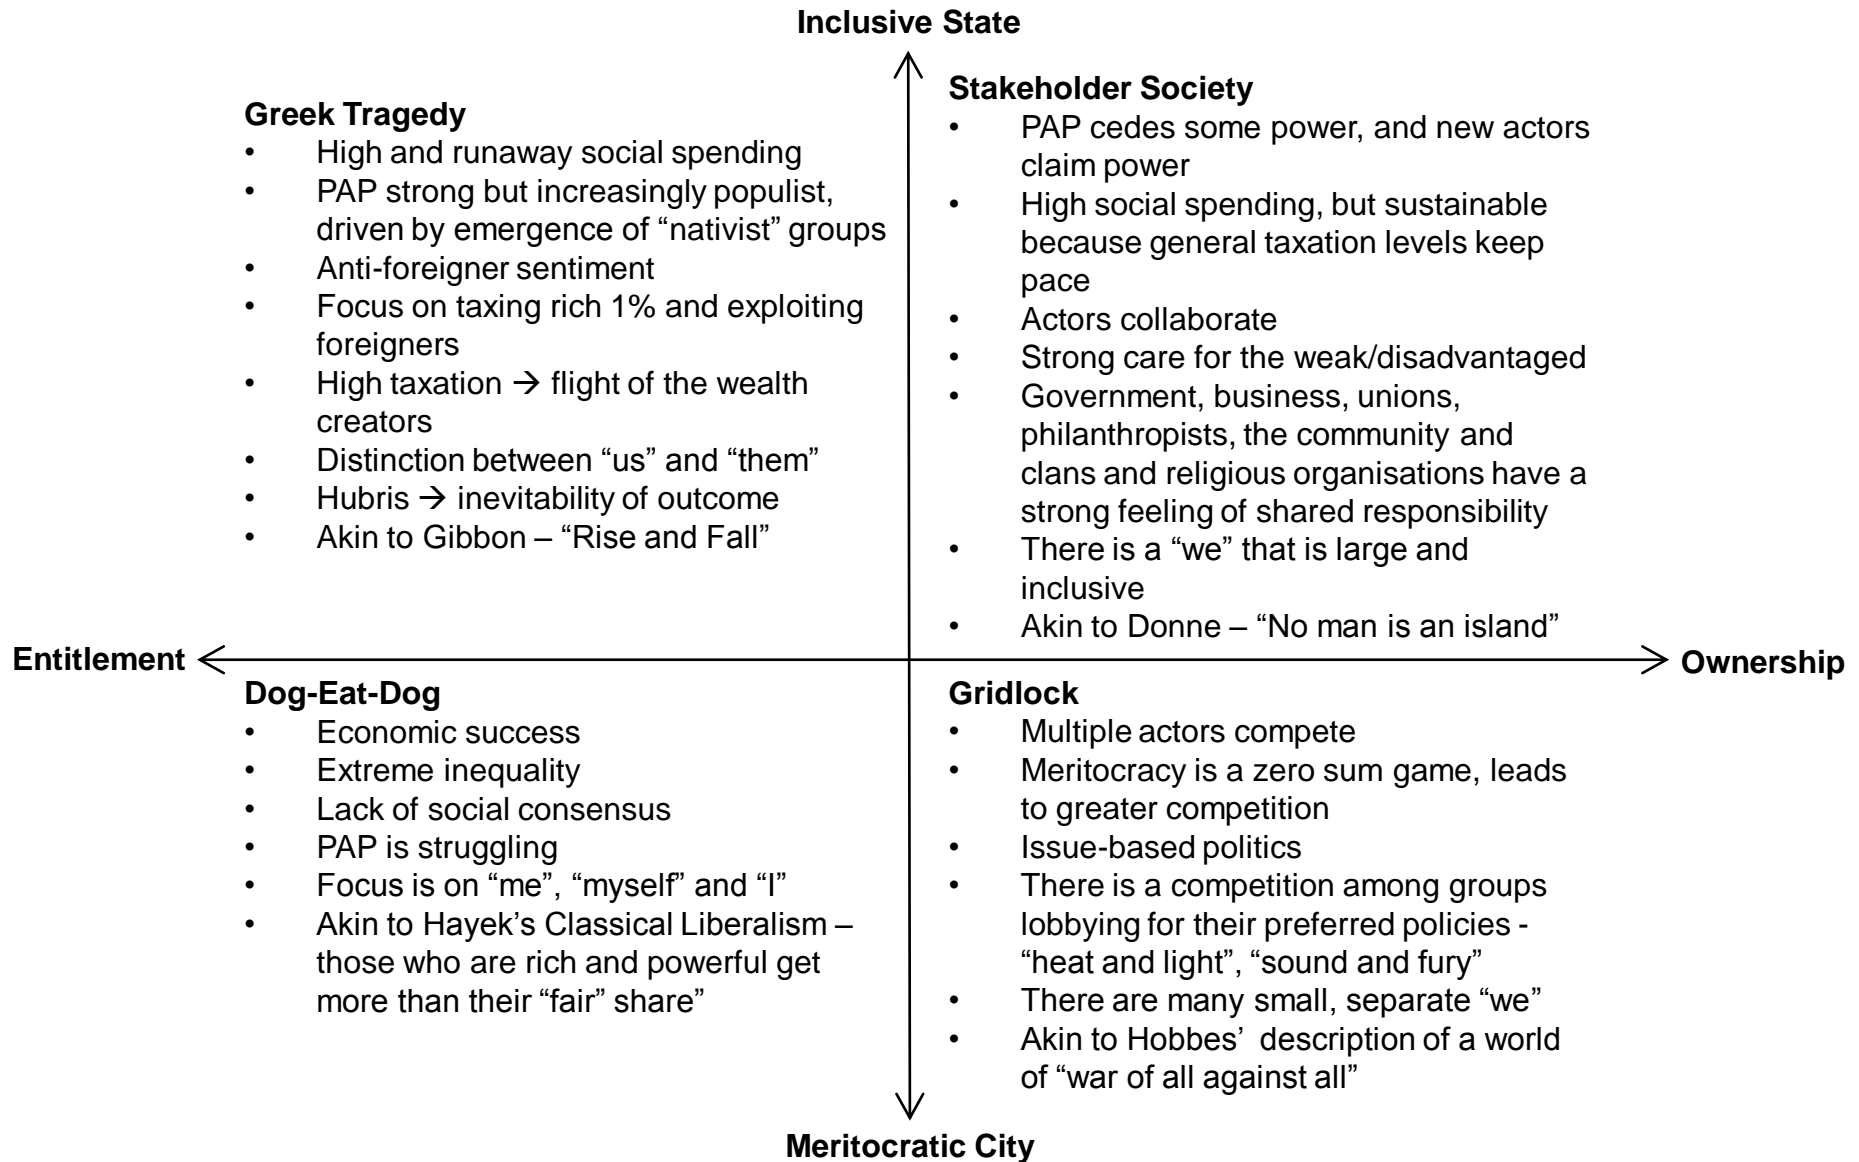 Inclusive State
Greek Tragedy
• High and runaway social spending
• PAP strong but increasingly populist,
driven by emergence of “nativist” groups
• Anti-foreigner sentiment
• Focus on taxing rich 1% and exploiting
foreigners
• High taxation → flight of the wealth
creators
• Distinction between “us” and “them”
• Hubris → inevitability of outcome
• Akin to Gibbon – “Rise and Fall”
Stakeholder Society
• PAP cedes some power, and new actors
claim power
• High social spending, but sustainable
because general taxation levels keep
pace
• Actors collaborate
• Strong care for the weak/disadvantaged
• Government, business, unions,
philanthropists, the community and
clans and religious organisations have a
strong feeling of shared responsibility
• There is a “we” that is large and
inclusive
• Akin to Donne – “No man is an island”
Entitlement
Ownership
Dog-Eat-Dog
• Economic success
• Extreme inequality
• Lack of social consensus
• PAP is struggling
• Focus is on “me”, “myself” and “I”
• Akin to Hayek’s Classical Liberalism –
those who are rich and powerful get
more than their “fair” share”
Gridlock
• Multiple actors compete
• Meritocracy is a zero sum game, leads
to greater competition
• Issue-based politics
• There is a competition among groups
lobbying for their preferred policies -
“heat and light”, “sound and fury”
• There are many small, separate “we”
• Akin to Hobbes’ description of a world
of “war of all against all”
Meritocratic City